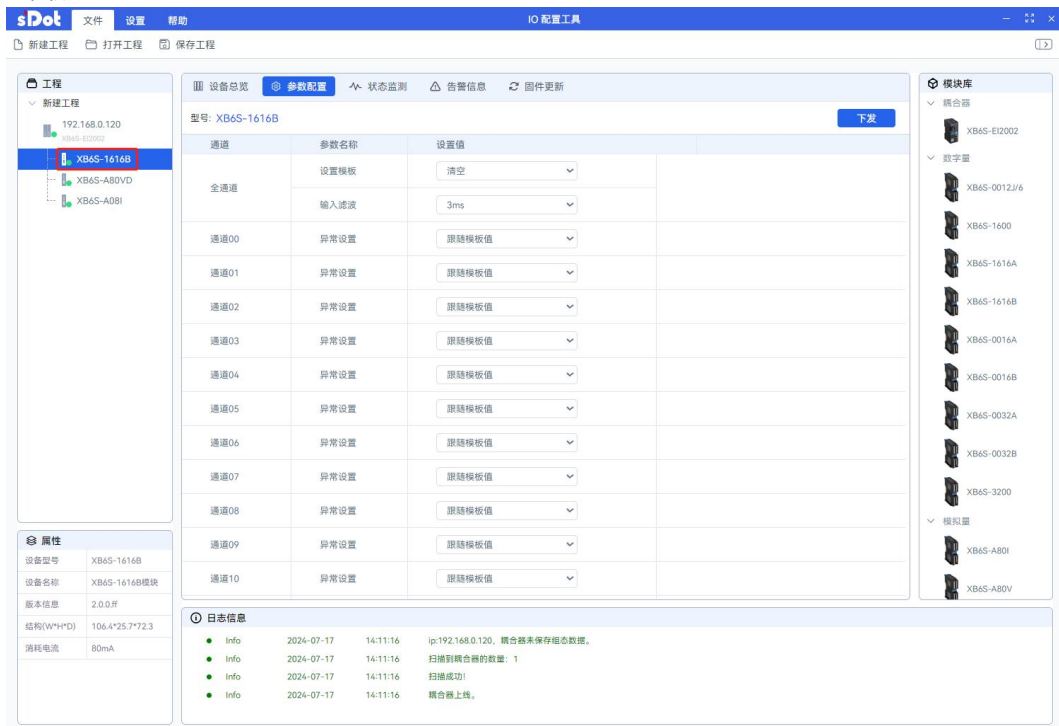 sDot 文件 设置 帮助 IO 配置工具
新建工程 打开工程 保存工程
工程
新建工程
192.168.0.120
XB6S-EI2002
XB6S-1616B
XB6S-A80VD
XB6S-A08I
设备总览 参数配置 状态监测 告警信息 固件更新
型号: XB6S-1616B 下发
通道 参数名称 设置值
全通道 设置模板 清空
输入滤波 3ms
通道00 异常设置 跟随模板值
通道01 异常设置 跟随模板值
通道02 异常设置 跟随模板值
通道03 异常设置 跟随模板值
通道04 异常设置 跟随模板值
通道05 异常设置 跟随模板值
通道06 异常设置 跟随模板值
通道07 异常设置 跟随模板值
通道08 异常设置 跟随模板值
通道09 异常设置 跟随模板值
通道10 异常设置 跟随模板值
模块库
耦合器
XB6S-EI2002
数字量
XB6S-0012J/6
XB6S-1600
XB6S-1616A
XB6S-1616B
XB6S-0016A
XB6S-0016B
XB6S-0032A
XB6S-0032B
XB6S-3200
模拟量
XB6S-A80I
XB6S-A80V
属性
设备型号 XB6S-1616B
设备名称 XB6S-1616B模块
版本信息 2.0.0.ff
结构(W*H*D) 106.4*25.7*72.3
消耗电流 80mA
日志信息
Info 2024-07-17 14:11:16 ip:192.168.0.120，耦合器未保存组态数据。
Info 2024-07-17 14:11:16 扫描到耦合器的数量：1
Info 2024-07-17 14:11:16 扫描成功!
Info 2024-07-17 14:11:16 耦合器上线。